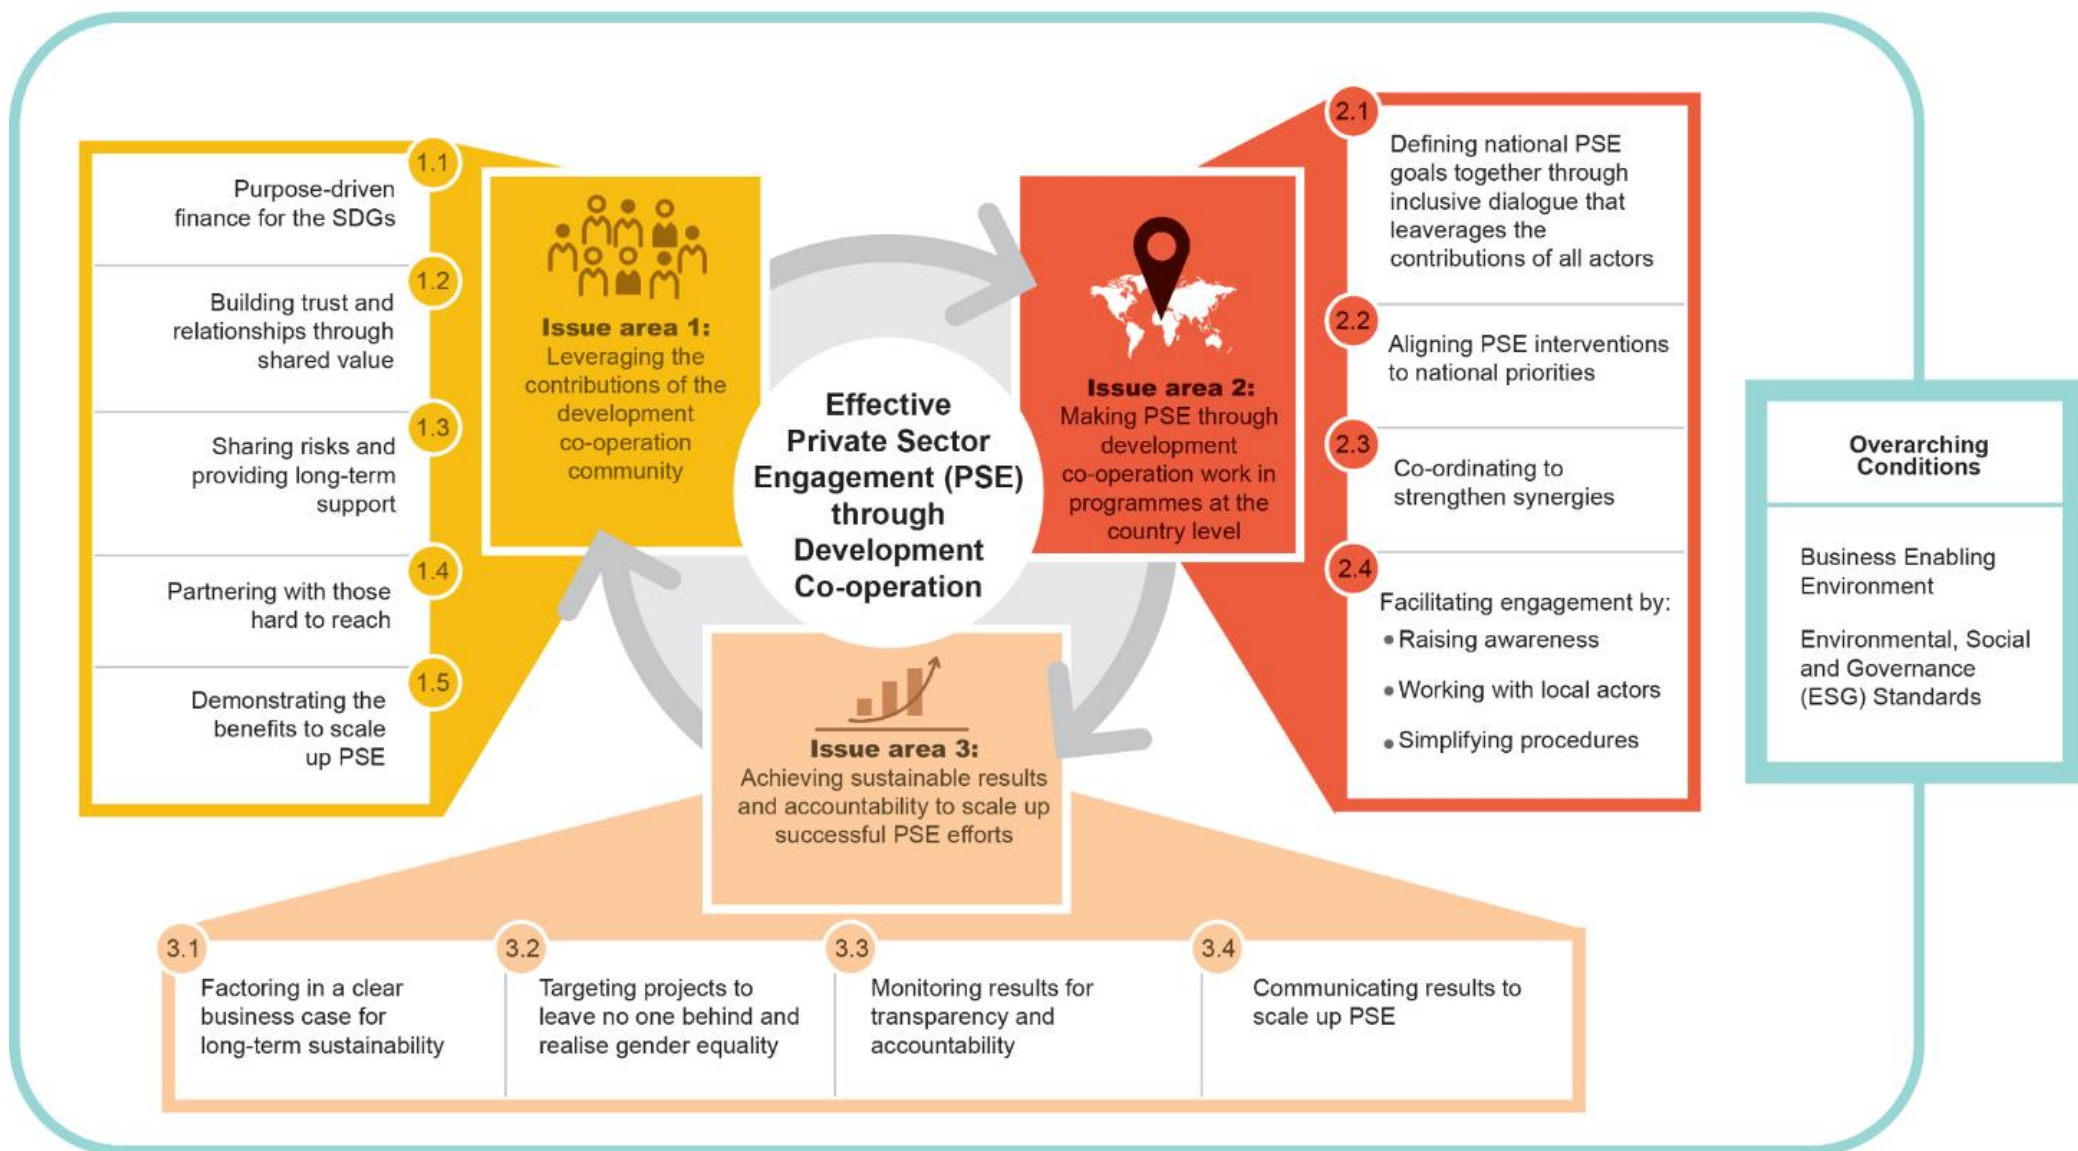 1.1
Purpose-driven
finance for the SDGs
1.2
Building trust and
relationships through
shared value
1.3
Sharing risks and
providing long-term
support
1.4
Partnering with those
hard to reach
1.5
Demonstrating the
benefits to scale
up PSE
Issue area 1:
Leveraging the
contributions of the
development
co-operation
community
Effective
Private Sector
Engagement (PSE)
through
Development
Co-operation
Issue area 2:
Making PSE through
development
co-operation work in
programmes at the
country level
2.1
Defining national PSE
goals together through
inclusive dialogue that
leaverages the
contributions of all actors
2.2
Aligning PSE interventions
to national priorities
2.3
Co-ordinating to
strengthen synergies
2.4
Facilitating engagement by:
• Raising awareness
• Working with local actors
• Simplifying procedures
Overarching
Conditions
Business Enabling
Environment
Environmental, Social
and Governance
(ESG) Standards
Issue area 3:
Achieving sustainable results
and accountability to scale up
successful PSE efforts
3.1
Factoring in a clear
business case for
long-term sustainability
3.2
Targeting projects to
leave no one behind and
realise gender equality
3.3
Monitoring results for
transparency and
accountability
3.4
Communicating results to
scale up PSE